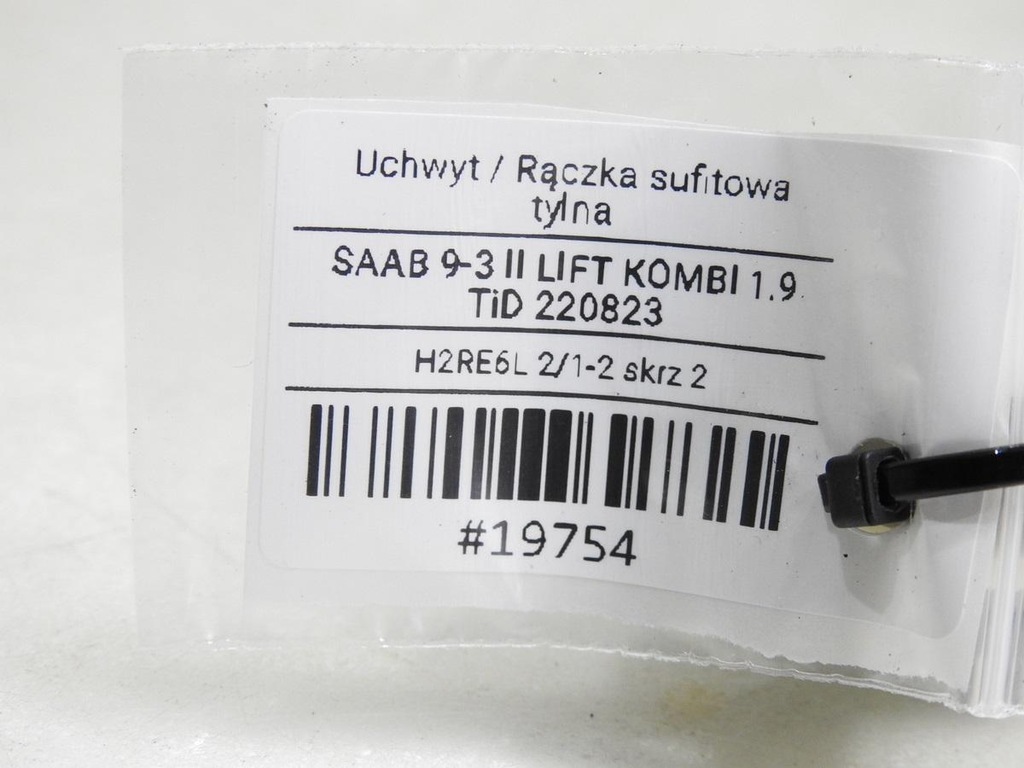 Uchwyt / Rączka sufitowa
tylna
SAAB 9-3 II LIFT KOMBI 1.9
TiD 220823
H2RE6L 2/1-2 skrz 2
#19754